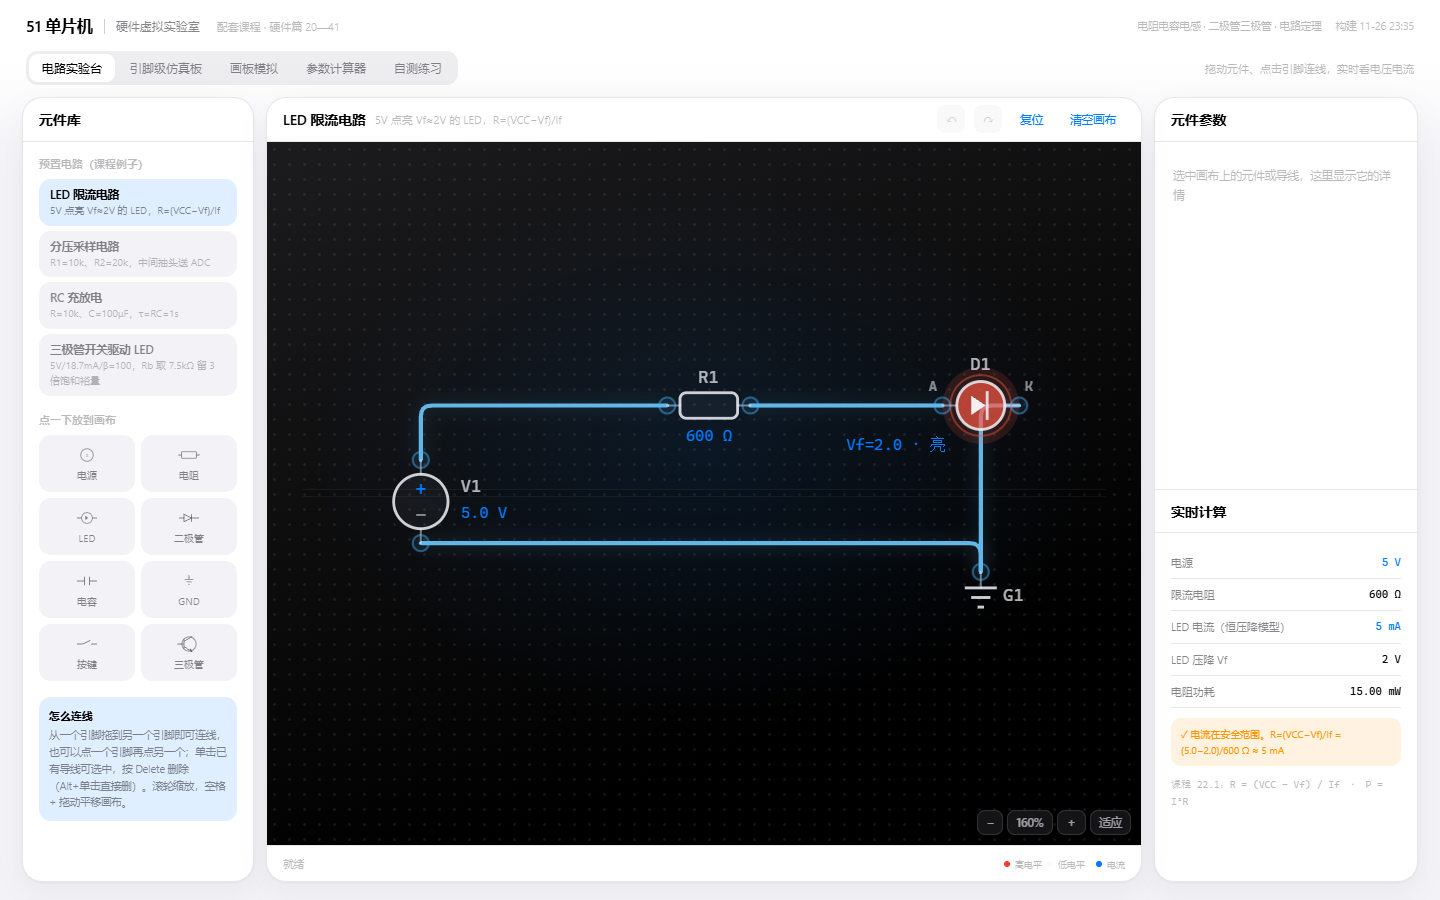 51 单片机
硬件虚拟实验室
配套课程 · 硬件篇 20—41
电阻电容电感 · 二极管三极管 · 电路定理
构建 11-26 23:35
电路实验台
引脚级仿真板
画板模拟
参数计算器
自测练习
拖动元件、点击引脚连线，实时看电压电流
元件库
预置电路（课程例子）
LED 限流电路
5V 点亮 Vf≈2V 的 LED，R=(VCC−Vf)/If
分压采样电路
R1=10k、R2=20k，中间抽头送 ADC
RC 充放电
R=10k、C=100µF，τ=RC=1s
三极管开关驱动 LED
5V/18.7mA/β=100，Rb 取 7.5kΩ 留 3
倍饱和裕量
点一下放到画布
电源
电阻
LED
二极管
电容
GND
按键
三极管
怎么连线
从一个引脚拖到另一个引脚即可连线，
也可以点一个引脚再点另一个；单击已
有导线可选中，按 Delete 删除
（Alt+单击直接删）。滚轮缩放，空格
+ 拖动平移画布。
LED 限流电路
5V 点亮 Vf≈2V 的 LED，R=(VCC−Vf)/If
复位
清空画布
R1
600 Ω
D1
A
K
Vf=2.0 · 亮
V1
5.0 V
+
−
G1
−
160%
+
适应
就绪
高电平
低电平
电流
元件参数
选中画布上的元件或导线，这里显示它的详
情
实时计算
电源
5 V
限流电阻
600 Ω
LED 电流（恒压降模型）
5 mA
LED 压降 Vf
2 V
电阻功耗
15.00 mW
✓ 电流在安全范围。R=(VCC−Vf)/If =
(5.0−2.0)/600 Ω ≈ 5 mA
课程 22.1：R = (VCC − Vf) / If · P =
I²R